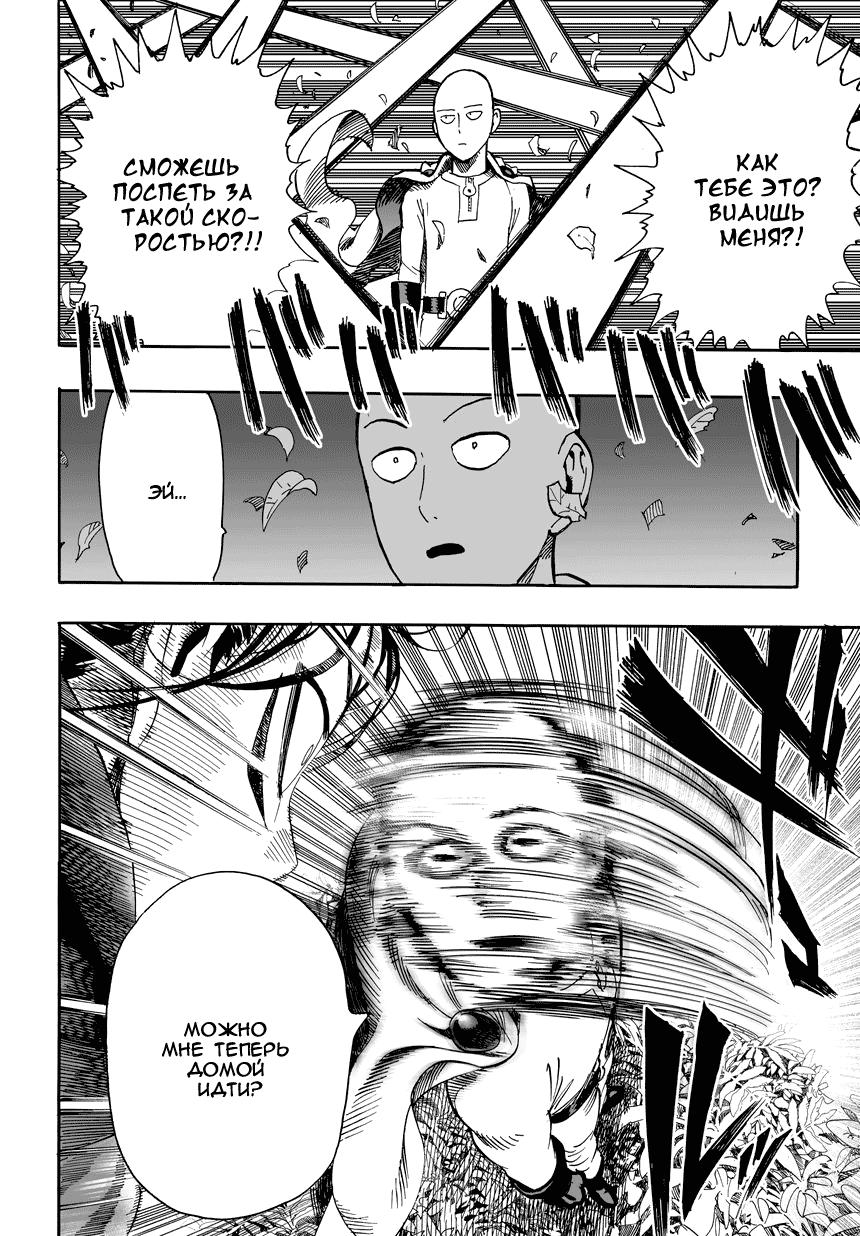 КАК
ТЕБЕ ЭТО?
ВИДИШЬ
МЕНЯ?!
СМОЖЕШЬ
ПОСПЕТЬ ЗА
ТАКОЙ СКО-
РОСТЬЮ?!!
ЭЙ...
МОЖНО
МНЕ ТЕПЕРЬ
ДОМОЙ
ИДТИ?